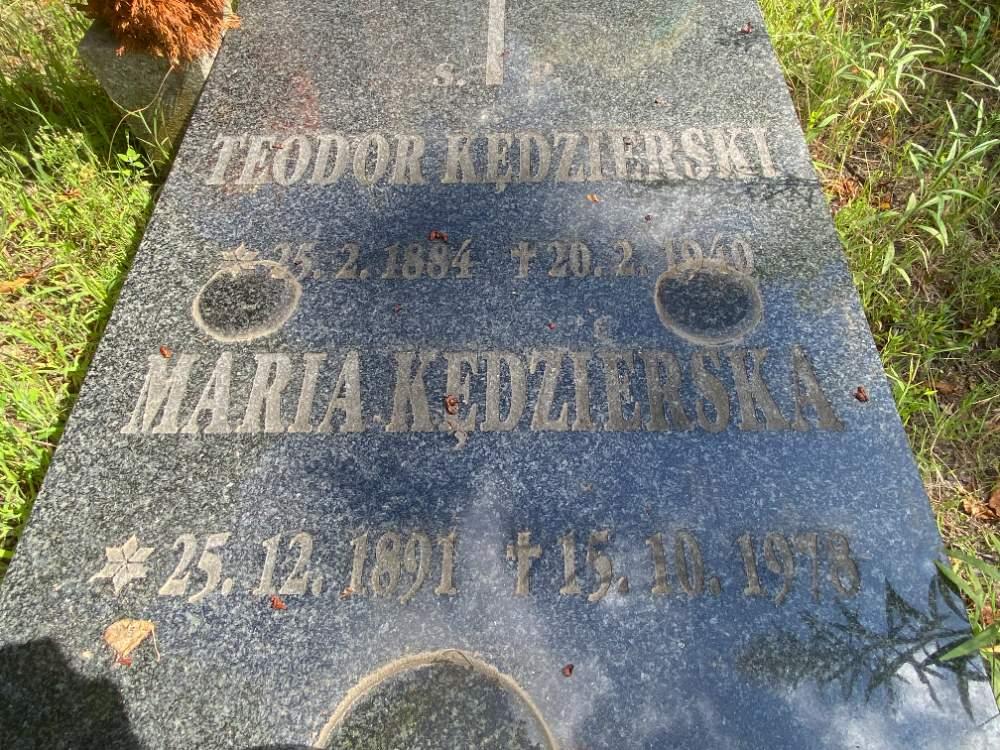 Ś. P.
TEODOR KĘDZIERSKI
25. 2. 1884 ✝ 20. 2. 1940
MARIA KĘDZIERSKA
25. 12. 1891 ✝ 15. 10. 1978